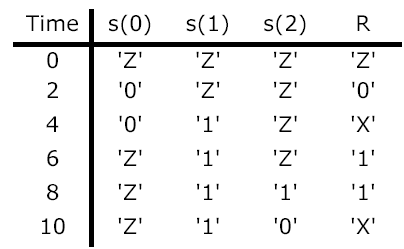 Time s(0) s(1) s(2) R
0 'Z' 'Z' 'Z' 'Z'
2 '0' 'Z' 'Z' '0'
4 '0' '1' 'Z' 'X'
6 'Z' '1' 'Z' '1'
8 'Z' '1' '1' '1'
10 'Z' '1' '0' 'X'